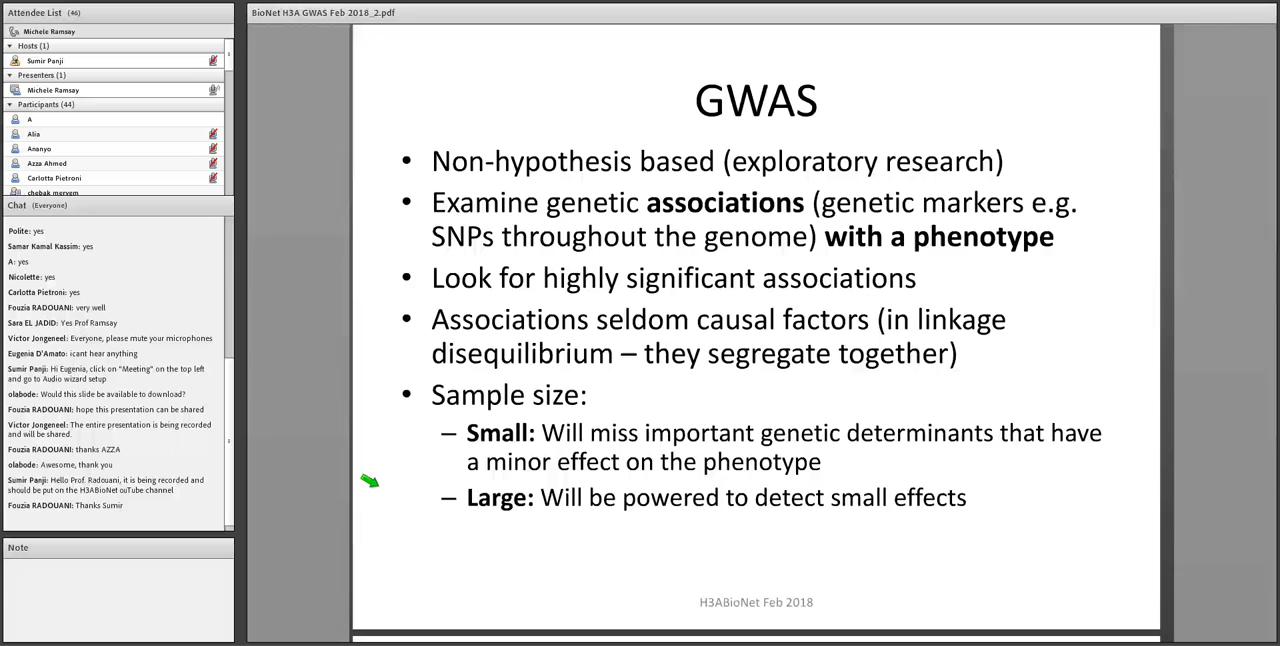 Attendee List (46)
Michele Ramsay
Hosts (1)
Sumir Panji
Presenters (1)
Michele Ramsay
Participants (44)
A
Alia
Ananyo
Azza Ahmed
Carlotta Pietroni
chebak meryem
Chat (Everyone)
Polite: yes
Samar Kamal Kassim: yes
A: yes
Nicolette: yes
Carlotta Pietroni: yes
Fouzia RADOUANI: very well
Sara EL JADID: Yes Prof Ramsay
Victor Jongeneel: Everyone, please mute your microphones
Eugenia D'Amato: icant hear anything
Sumir Panji: Hi Eugenia, click on "Meeting" on the top left
and go to Audio wizard setup
olabode: Would this slide be available to download?
Fouzia RADOUANI: hope this presentation can be shared
Victor Jongeneel: The entire presentation is being recorded
and will be shared.
Fouzia RADOUANI: thanks AZZA
olabode: Awesome, thank you
Sumir Panji: Hello Prof. Radouani, it is being recorded and
should be put on the H3ABioNet ouTube channel
Fouzia RADOUANI: Thanks Sumir
Note
BioNet H3A GWAS Feb 2018_2.pdf
GWAS
• Non-hypothesis based (exploratory research)
• Examine genetic associations (genetic markers e.g.
SNPs throughout the genome) with a phenotype
• Look for highly significant associations
• Associations seldom causal factors (in linkage
disequilibrium – they segregate together)
• Sample size:
– Small: Will miss important genetic determinants that have
a minor effect on the phenotype
– Large: Will be powered to detect small effects
H3ABioNet Feb 2018